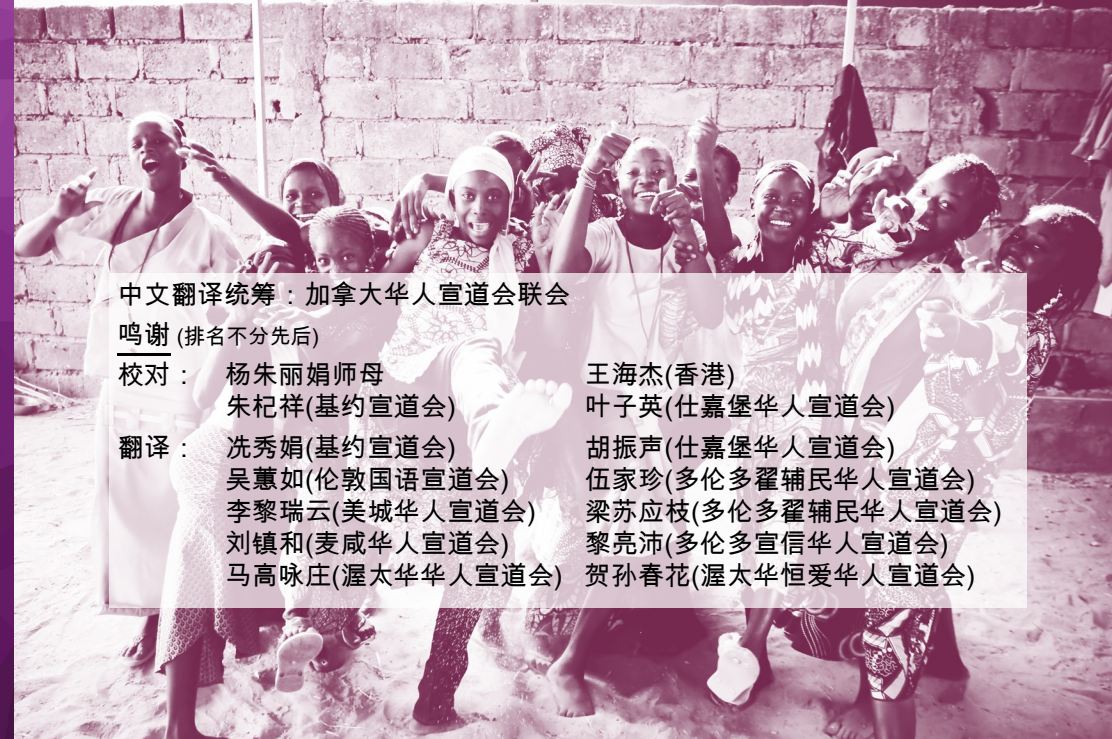 中文翻译统筹：加拿大华人宣道会联会
鸣谢 (排名不分先后)
校对： 杨朱丽娟师母 王海杰(香港)
朱杞祥(基约宣道会) 叶子英(仕嘉堡华人宣道会)
翻译： 冼秀娟(基约宣道会) 胡振声(仕嘉堡华人宣道会)
吴蕙如(伦敦国语宣道会) 伍家珍(多伦多翟辅民华人宣道会)
李黎瑞云(美城华人宣道会) 梁苏应枝(多伦多翟辅民华人宣道会)
刘镇和(麦咸华人宣道会) 黎亮沛(多伦多宣信华人宣道会)
马高咏庄(渥太华华人宣道会) 贺孙春花(渥太华恒爱华人宣道会)